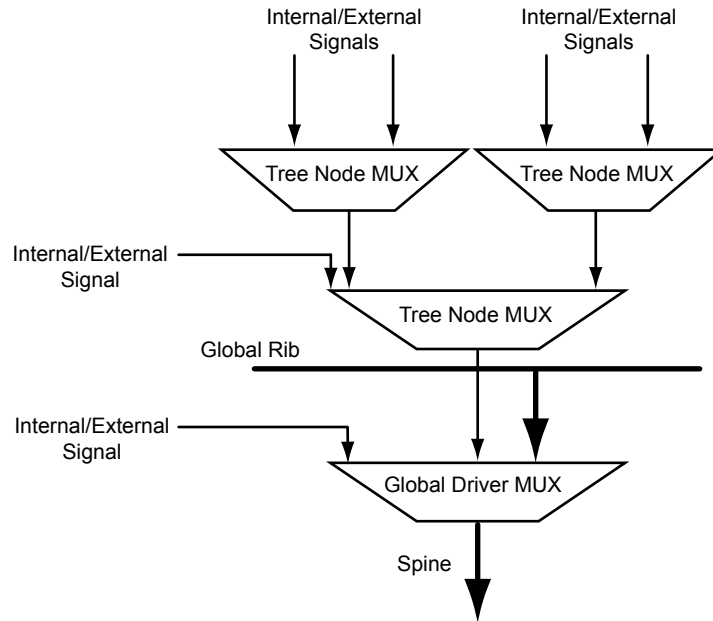 Internal/External
Signals
Internal/External
Signals
Tree Node MUX
Tree Node MUX
Internal/External
Signal
Tree Node MUX
Global Rib
Internal/External
Signal
Global Driver MUX
Spine